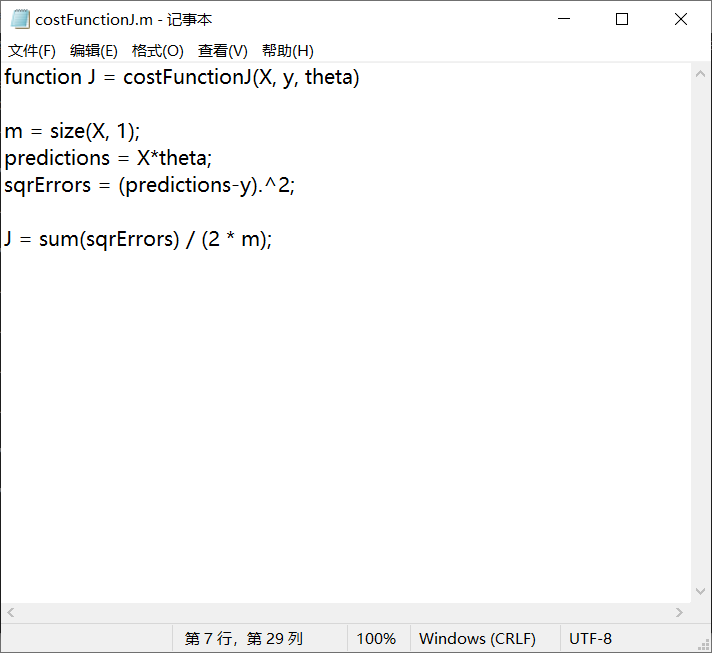 costFunctionJ.m - 记事本
文件(F) 编辑(E) 格式(O) 查看(V) 帮助(H)
function J = costFunctionJ(X, y, theta)
m = size(X, 1);
predictions = X*theta;
sqrErrors = (predictions-y).^2;
J = sum(sqrErrors) / (2 * m);
第 7 行，第 29 列 100% Windows (CRLF) UTF-8